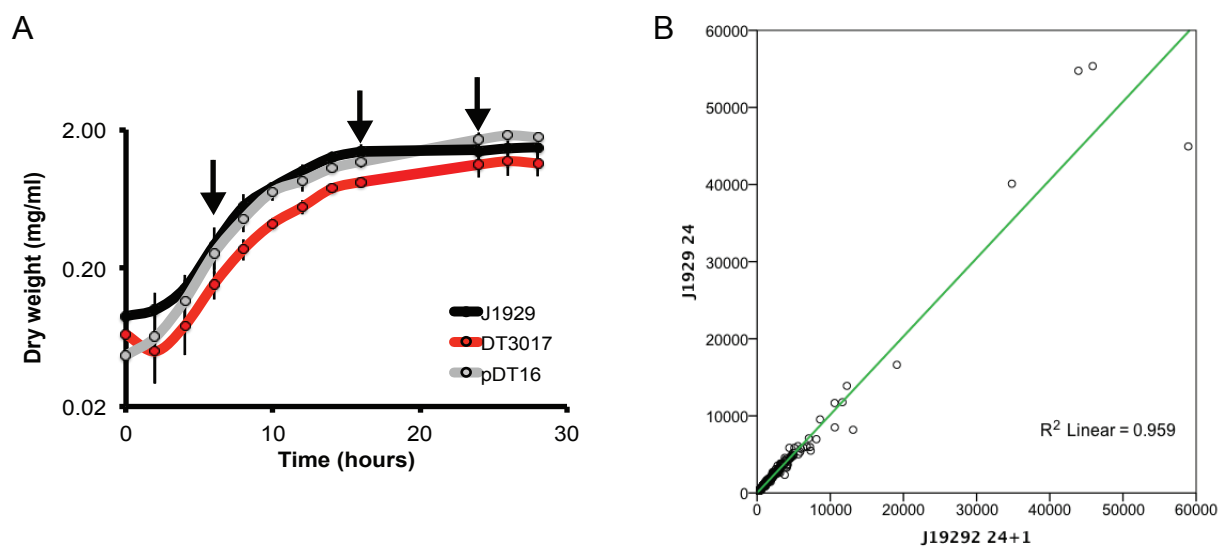 A
2.00
0.20
0.02
Dry weight (mg/ml)
0
10
20
30
Time (hours)
J1929
DT3017
pDT16
B
60000
50000
40000
30000
20000
10000
0
J1929 24
0
10000
20000
30000
40000
50000
60000
J19292 24+1
R² Linear = 0.959